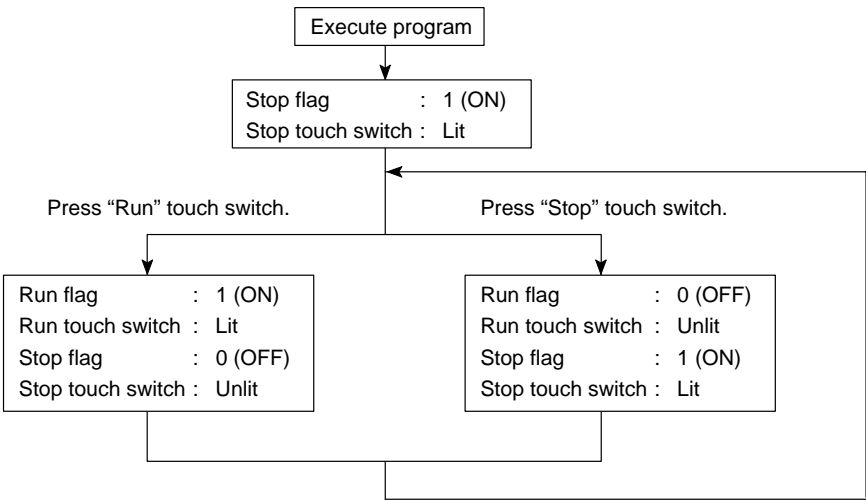 Execute program
Stop flag : 1 (ON)
Stop touch switch : Lit
Press “Run” touch switch.
Press “Stop” touch switch.
Run flag : 1 (ON)
Run touch switch : Lit
Stop flag : 0 (OFF)
Stop touch switch : Unlit
Run flag : 0 (OFF)
Run touch switch : Unlit
Stop flag : 1 (ON)
Stop touch switch : Lit